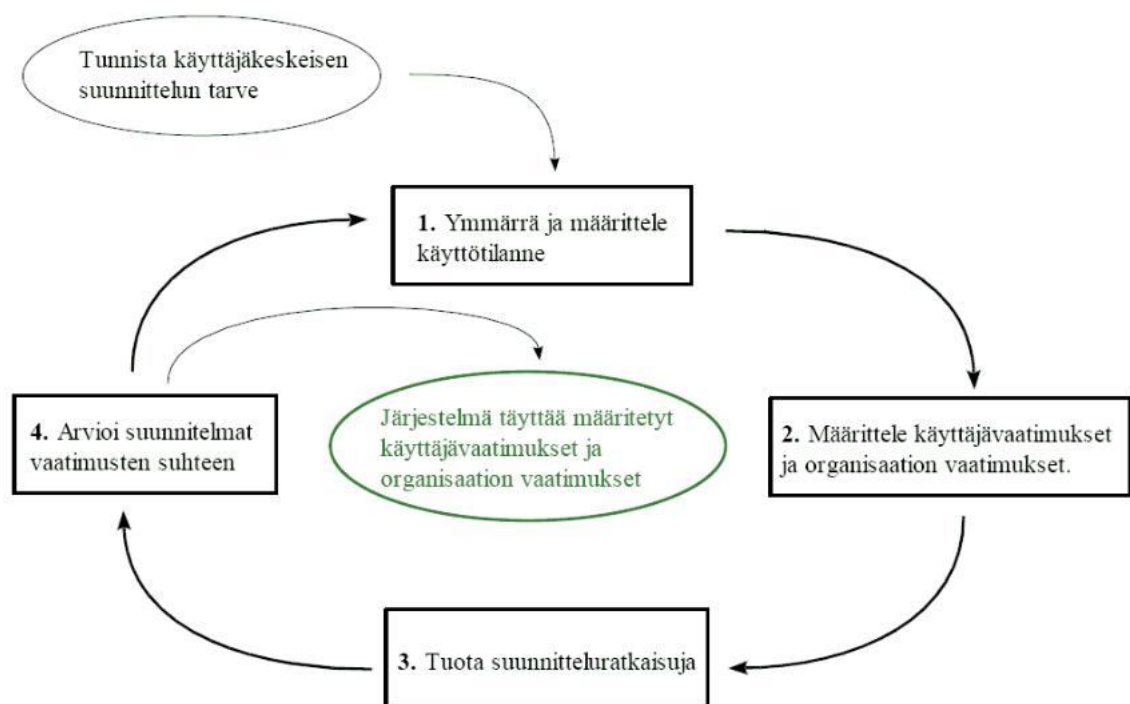 Tunnista käyttäjäkeskeisen
suunnittelun tarve
1. Ymmärrä ja määrittele
käyttötilanne
Järjestelmä täyttää määritetyt
käyttäjävaatimukset ja
organisaation vaatimukset
4. Arvioi suunnitelmat
vaatimusten suhteen
2. Määrittele käyttäjävaatimukset
ja organisaation vaatimukset.
3. Tuota suunnitteluratkaisuja